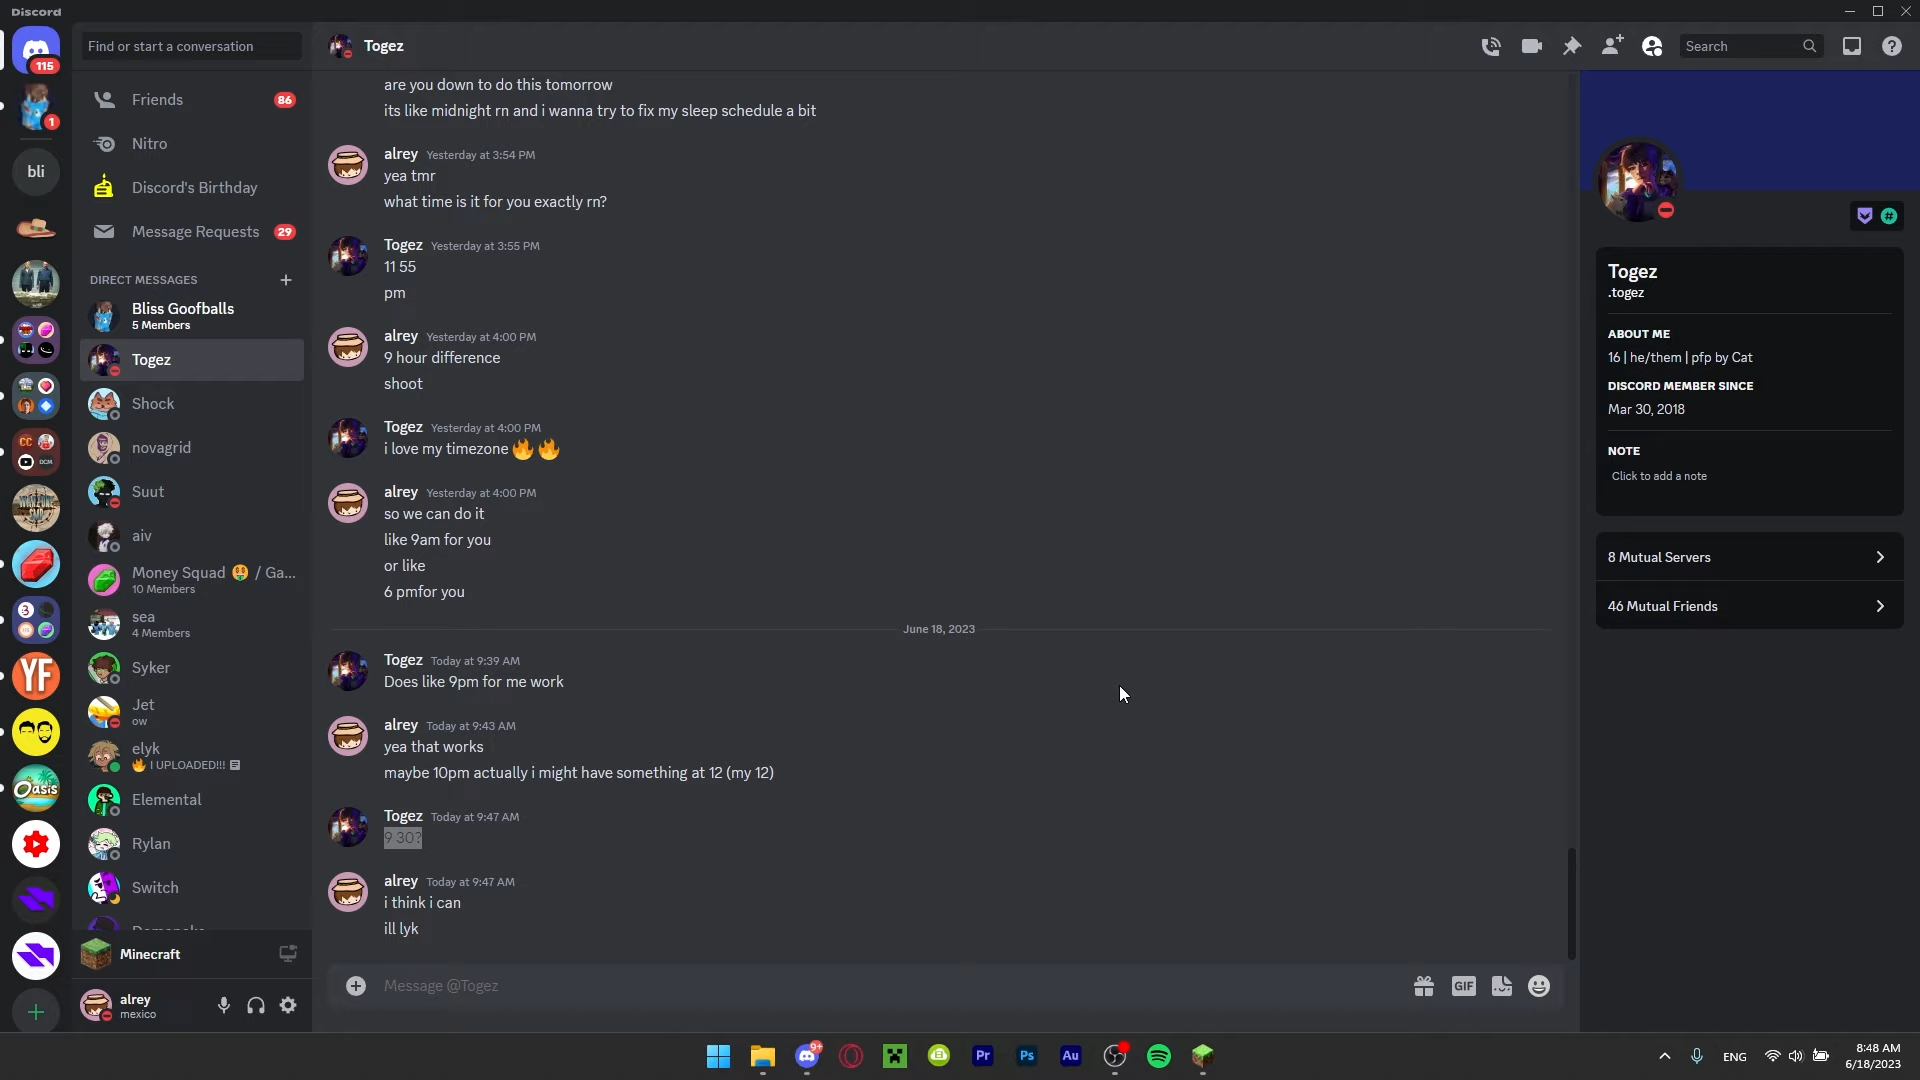 Discord
115
1
bli
YF
Oasis
Find or start a conversation
Friends
86
Nitro
Discord's Birthday
Message Requests
29
DIRECT MESSAGES
Bliss Goofballs
5 Members
Togez
Shock
novagrid
Suut
aiv
Money Squad 🤑 / Ga...
10 Members
sea
4 Members
Syker
Jet
ow
elyk
🔥 I UPLOADED!!!
Elemental
Rylan
Switch
Minecraft
alrey
mexico
Togez
Search
are you down to do this tomorrow
its like midnight rn and i wanna try to fix my sleep schedule a bit
alrey Yesterday at 3:54 PM
yea tmr
what time is it for you exactly rn?
Togez Yesterday at 3:55 PM
11 55
pm
alrey Yesterday at 4:00 PM
9 hour difference
shoot
Togez Yesterday at 4:00 PM
i love my timezone 🔥 🔥
alrey Yesterday at 4:00 PM
so we can do it
like 9am for you
or like
6 pmfor you
June 18, 2023
Togez Today at 9:39 AM
Does like 9pm for me work
alrey Today at 9:43 AM
yea that works
maybe 10pm actually i might have something at 12 (my 12)
Togez Today at 9:47 AM
9 30?
alrey Today at 9:47 AM
i think i can
ill lyk
Message @Togez
GIF
Togez
.togez
ABOUT ME
16 | he/them | pfp by Cat
DISCORD MEMBER SINCE
Mar 30, 2018
NOTE
Click to add a note
8 Mutual Servers
46 Mutual Friends
9+
Pr
Ps
Au
ENG
8:48 AM
6/18/2023